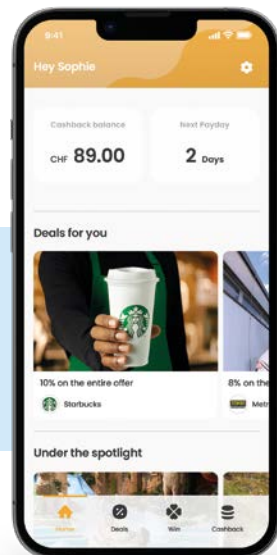 9:41
Hey Sophie
Cashback balance
Next Payday
CHF 89.00
2 Days
Deals for you
10% on the entire offer
8% on the
Starbucks
Metr
Under the spotlight
Home
Deals
Win
Cashback